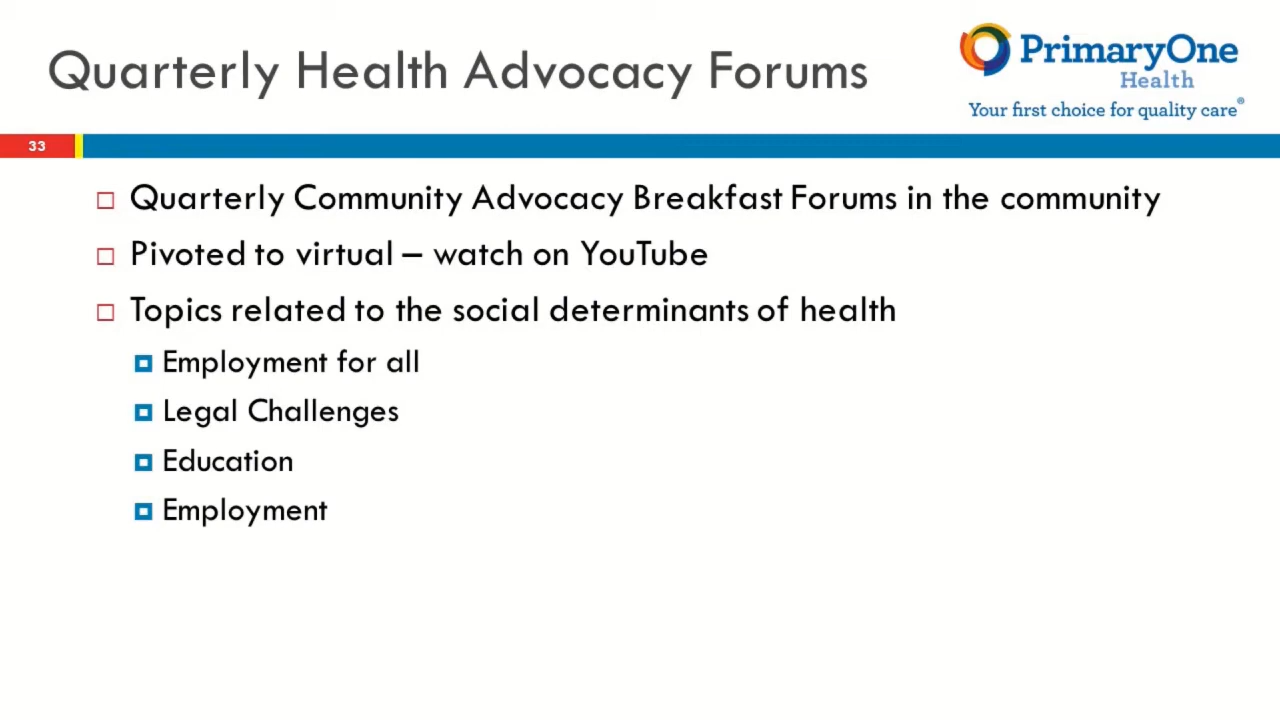 Quarterly Health Advocacy Forums
PrimaryOne
Health
Your first choice for quality care®
33
Quarterly Community Advocacy Breakfast Forums in the community
Pivoted to virtual – watch on YouTube
Topics related to the social determinants of health
Employment for all
Legal Challenges
Education
Employment